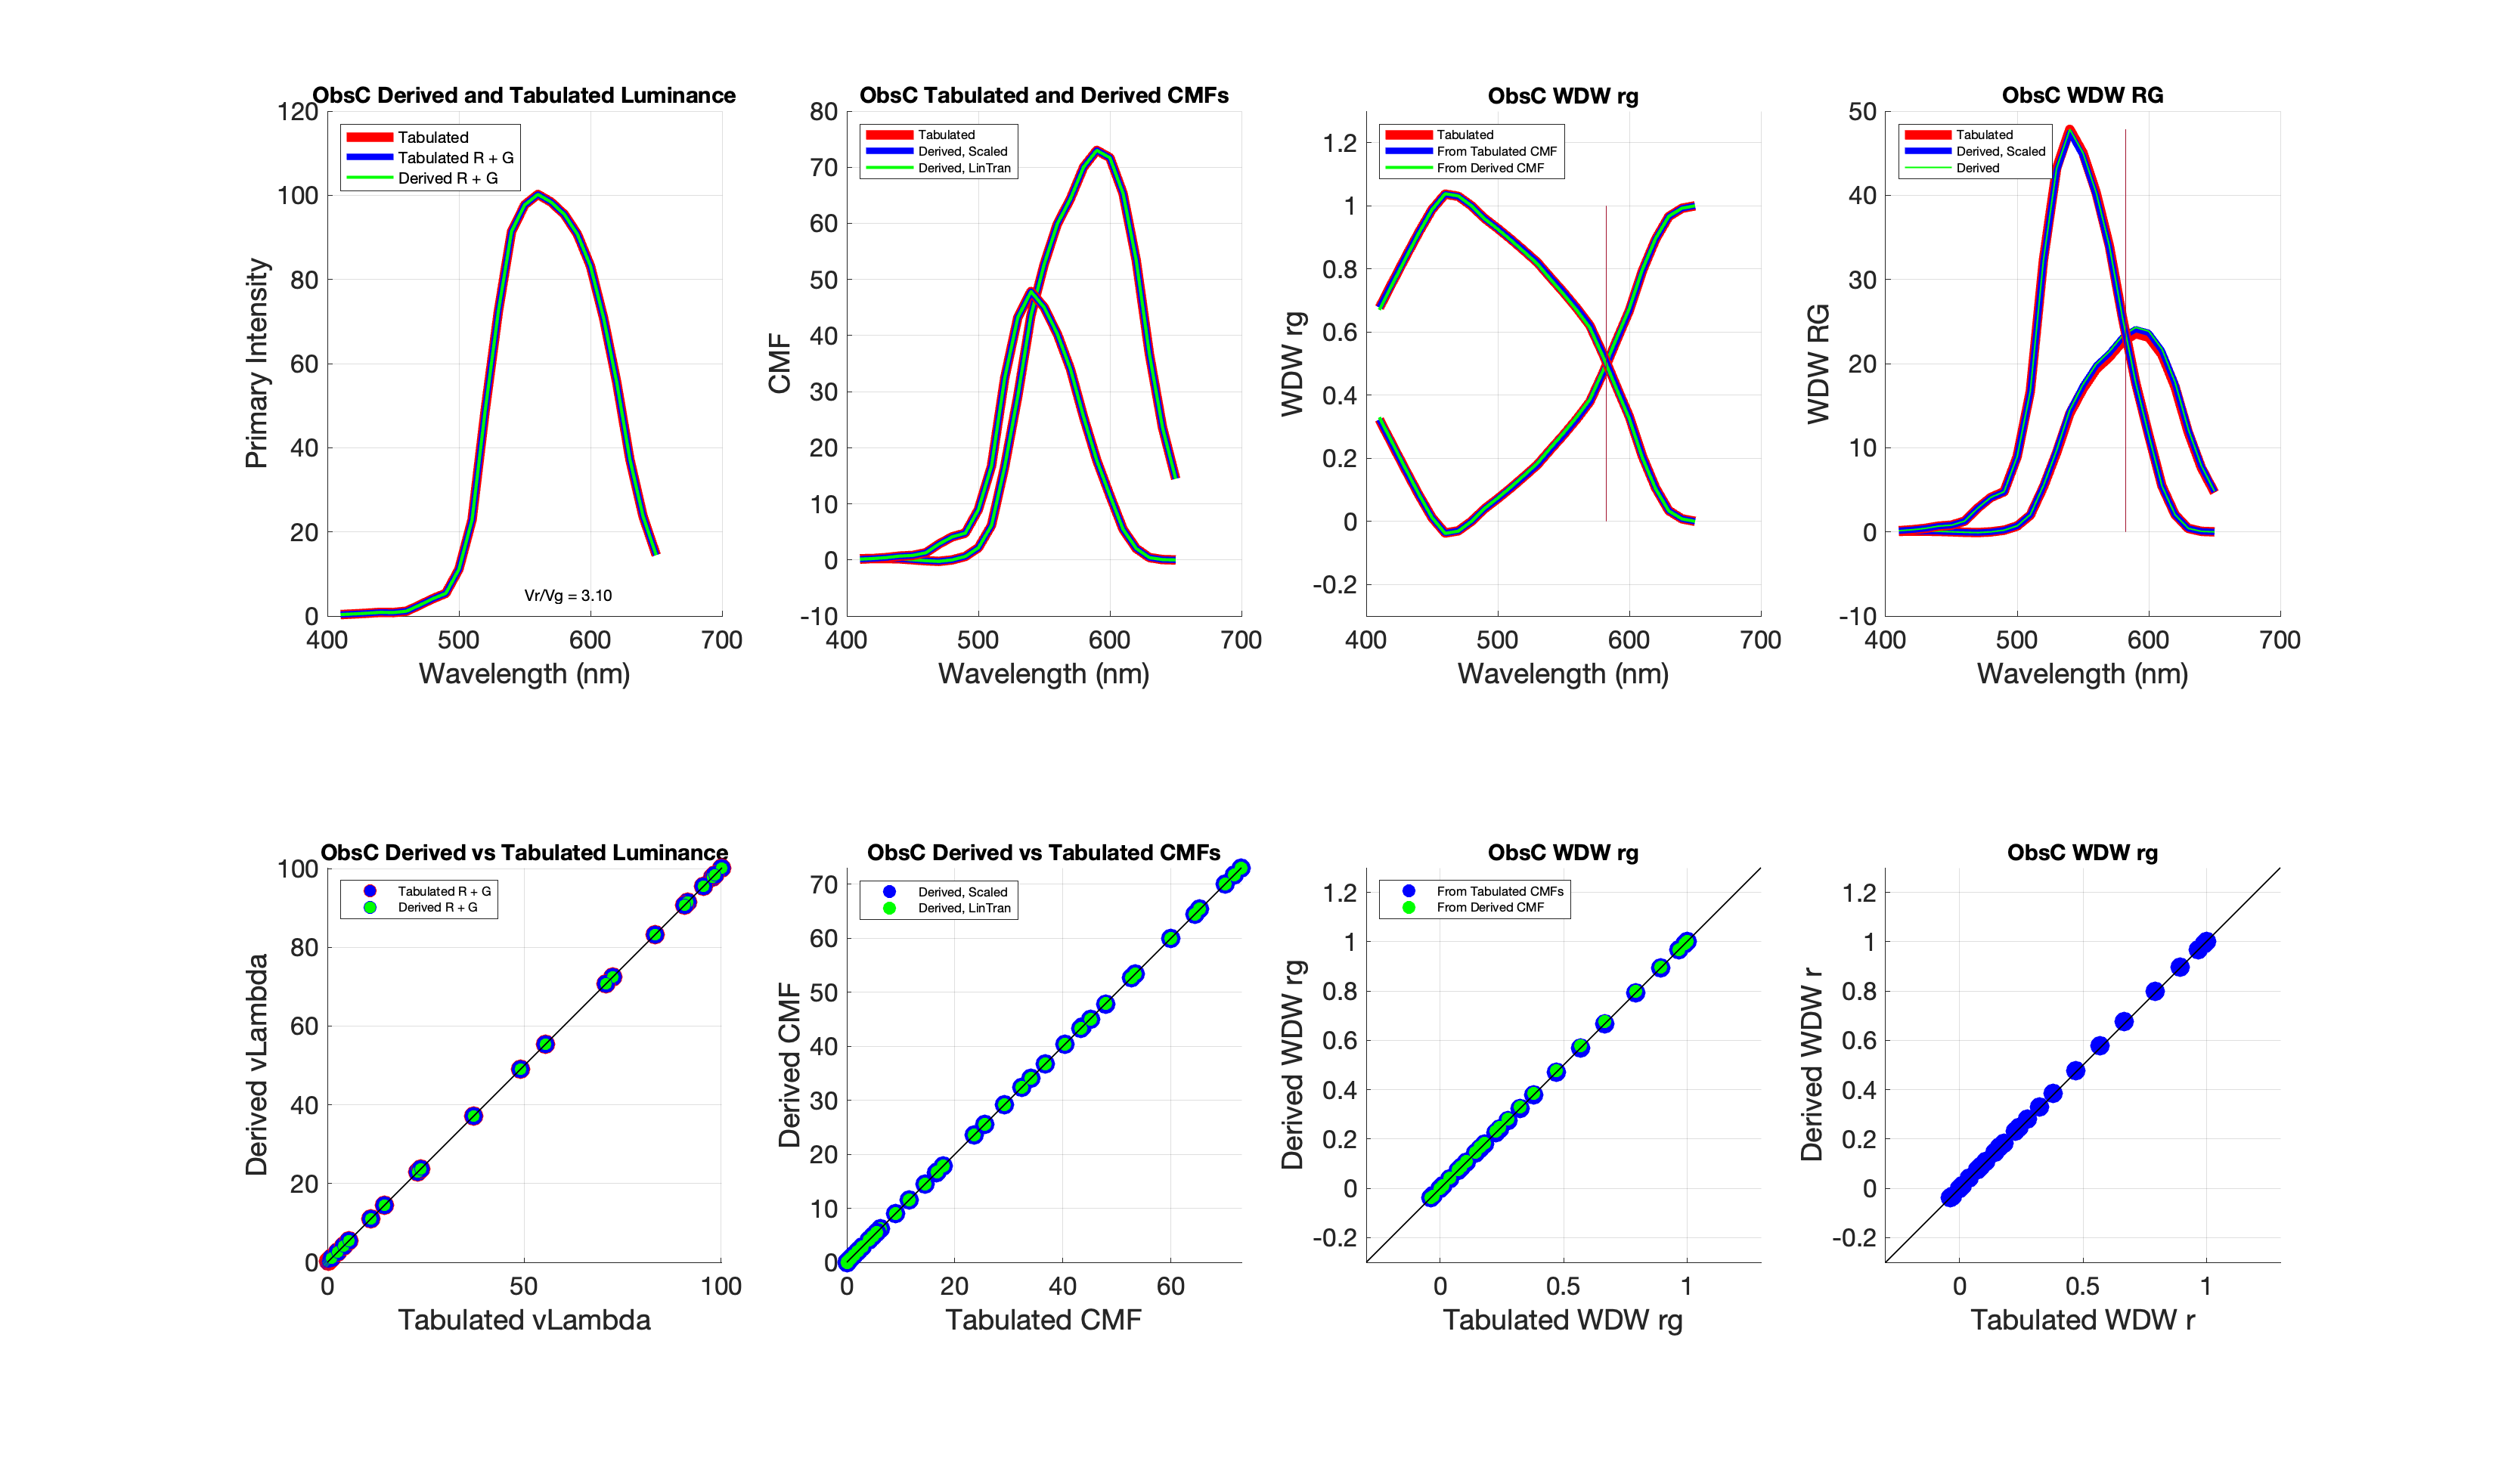 ObsC Derived and Tabulated Luminance
120
100
80
60
40
20
0
Primary Intensity
Tabulated
Tabulated R + G
Derived R + G
Vr/Vg = 3.10
400
500
600
700
Wavelength (nm)
ObsC Tabulated and Derived CMFs
80
70
60
50
40
30
20
10
0
-10
CMF
Tabulated
Derived, Scaled
Derived, LinTran
400
500
600
700
Wavelength (nm)
ObsC WDW rg
1.2
1
0.8
0.6
0.4
0.2
0
-0.2
WDW rg
Tabulated
From Tabulated CMF
From Derived CMF
400
500
600
700
Wavelength (nm)
ObsC WDW RG
50
40
30
20
10
0
-10
WDW RG
Tabulated
Derived, Scaled
Derived
400
500
600
700
Wavelength (nm)
ObsC Derived vs Tabulated Luminance
100
80
60
40
20
0
Derived vLambda
Tabulated R + G
Derived R + G
0
50
100
Tabulated vLambda
ObsC Derived vs Tabulated CMFs
70
60
50
40
30
20
10
0
Derived CMF
Derived, Scaled
Derived, LinTran
0
20
40
60
Tabulated CMF
ObsC WDW rg
1.2
1
0.8
0.6
0.4
0.2
0
-0.2
Derived WDW rg
From Tabulated CMFs
From Derived CMF
0
0.5
1
Tabulated WDW rg
ObsC WDW rg
1.2
1
0.8
0.6
0.4
0.2
0
-0.2
Derived WDW r
0
0.5
1
Tabulated WDW r